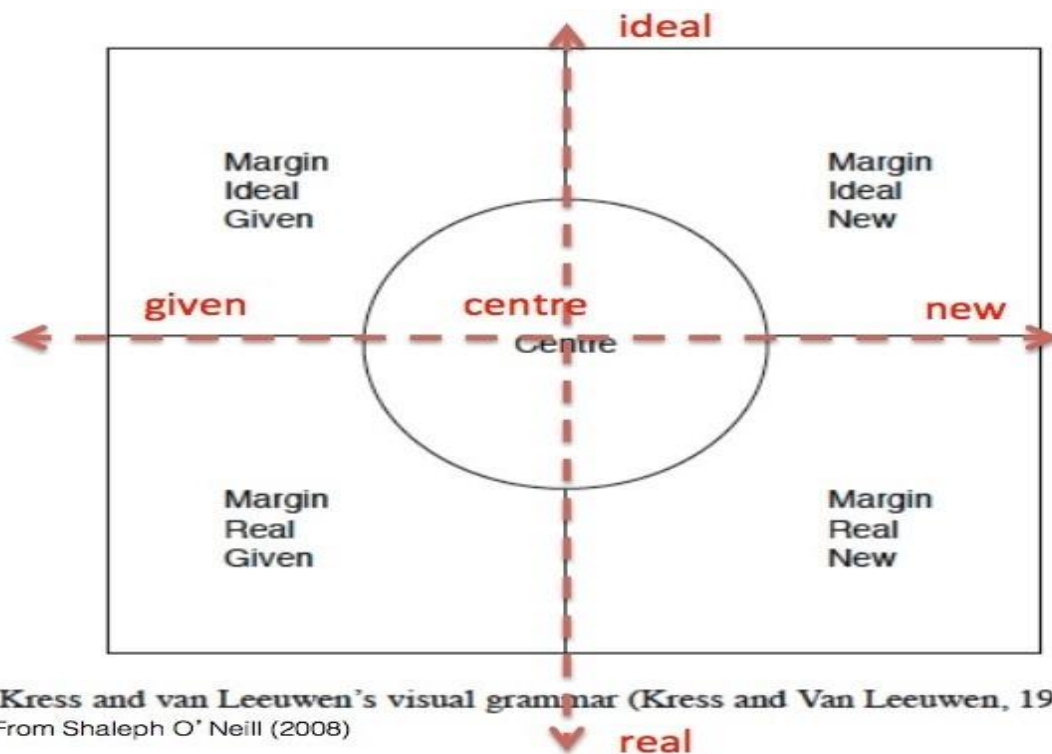 ideal
Margin
Ideal
Given
Margin
Ideal
New
given
centre
new
Centre
Margin
Real
Given
Margin
Real
New
Kress and van Leeuwen's visual grammar (Kress and Van Leeuwen, 19
From Shaleph O' Neill (2008)
real